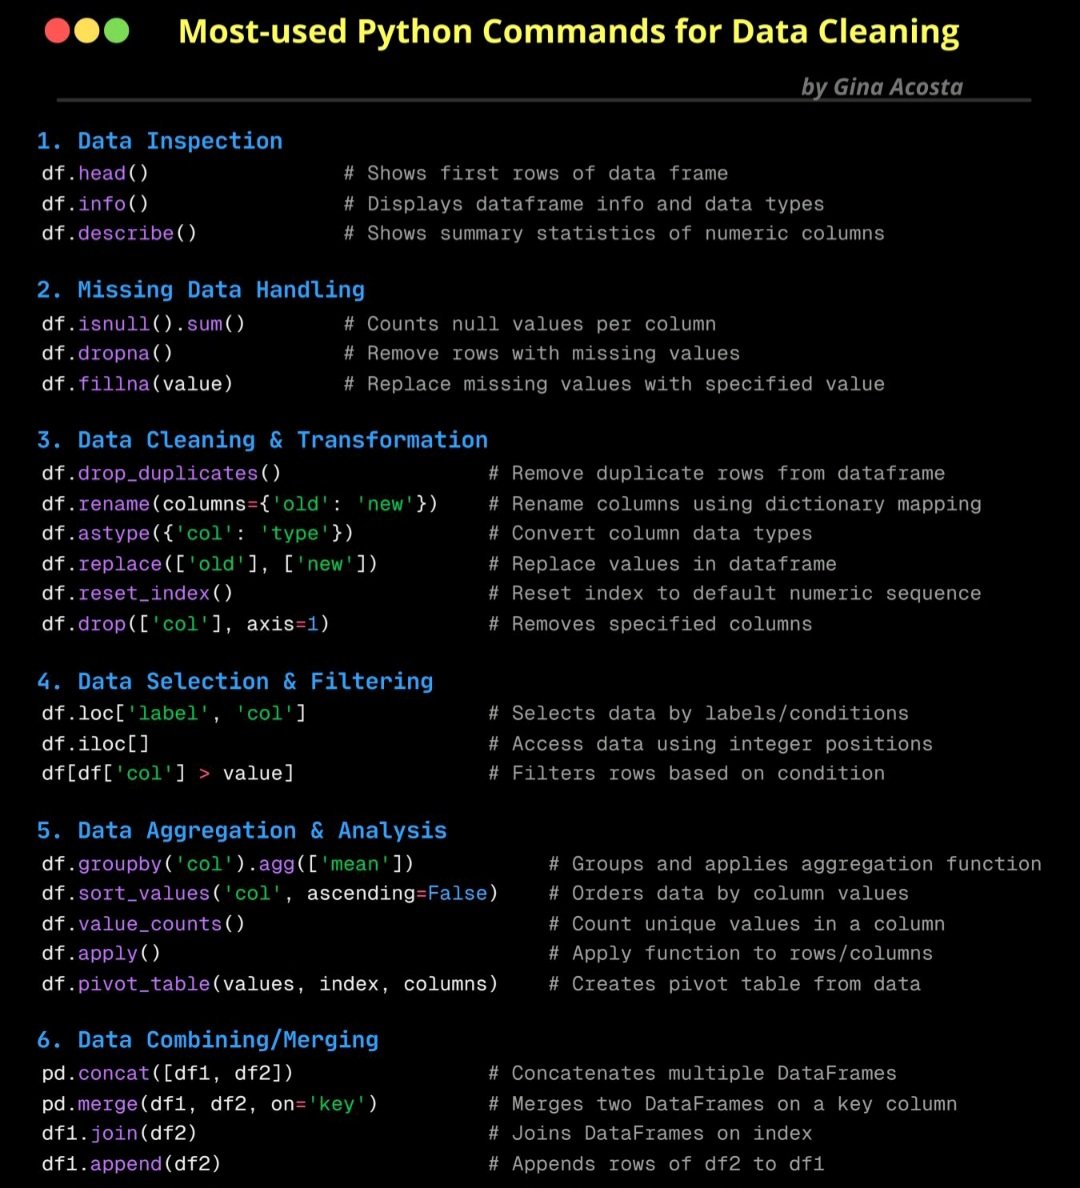 Most-used Python Commands for Data Cleaning
by Gina Acosta
1. Data Inspection
df.head() # Shows first rows of data frame
df.info() # Displays dataframe info and data types
df.describe() # Shows summary statistics of numeric columns
2. Missing Data Handling
df.isnull().sum() # Counts null values per column
df.dropna() # Remove rows with missing values
df.fillna(value) # Replace missing values with specified value
3. Data Cleaning & Transformation
df.drop_duplicates() # Remove duplicate rows from dataframe
df.rename(columns={'old': 'new'}) # Rename columns using dictionary mapping
df.astype({'col': 'type'}) # Convert column data types
df.replace(['old'], ['new']) # Replace values in dataframe
df.reset_index() # Reset index to default numeric sequence
df.drop(['col'], axis=1) # Removes specified columns
4. Data Selection & Filtering
df.loc['label', 'col'] # Selects data by labels/conditions
df.iloc[] # Access data using integer positions
df[df['col'] > value] # Filters rows based on condition
5. Data Aggregation & Analysis
df.groupby('col').agg(['mean']) # Groups and applies aggregation function
df.sort_values('col', ascending=False) # Orders data by column values
df.value_counts() # Count unique values in a column
df.apply() # Apply function to rows/columns
df.pivot_table(values, index, columns) # Creates pivot table from data
6. Data Combining/Merging
pd.concat([df1, df2]) # Concatenates multiple DataFrames
pd.merge(df1, df2, on='key') # Merges two DataFrames on a key column
df1.join(df2) # Joins DataFrames on index
df1.append(df2) # Appends rows of df2 to df1